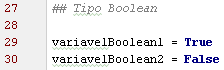 27 ## Tipo Boolean
28
29 variavelBoolean1 = True
30 variavelBoolean2 = False